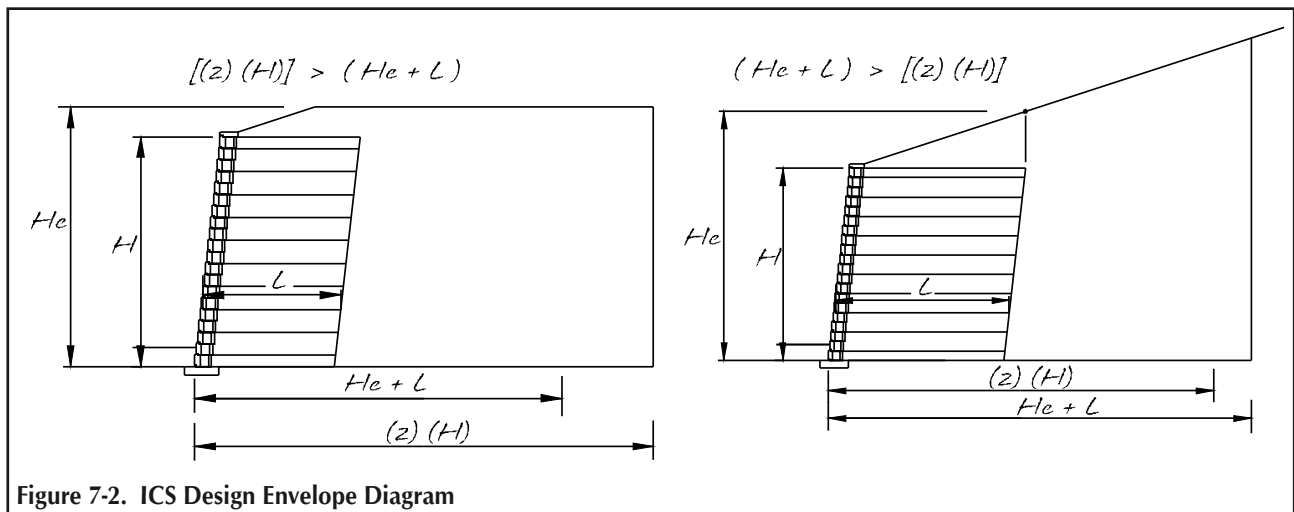 [(2) (H)] > (He + L)
(He + L) > [(2) (H)]
He
H
L
He + L
(2) (H)
He
H
L
(2) (H)
He + L
Figure 7-2. ICS Design Envelope Diagram